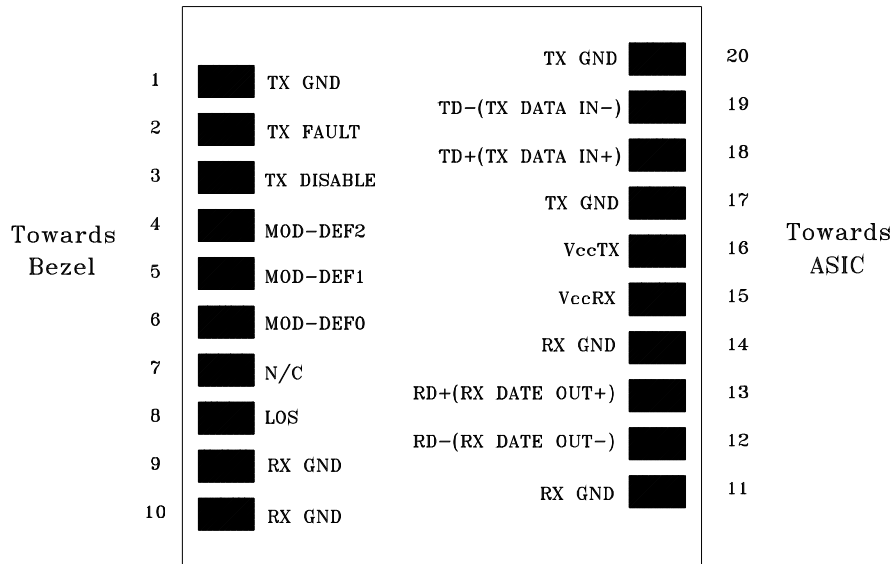 Towards
Bezel
1 TX GND
2 TX FAULT
3 TX DISABLE
4 MOD-DEF2
5 MOD-DEF1
6 MOD-DEF0
7 N/C
8 LOS
9 RX GND
10 RX GND
TX GND 20
TD-(TX DATA IN-) 19
TD+(TX DATA IN+) 18
TX GND 17
VccTX 16
VccRX 15
RX GND 14
RD+(RX DATE OUT+) 13
RD-(RX DATE OUT-) 12
RX GND 11
Towards
ASIC